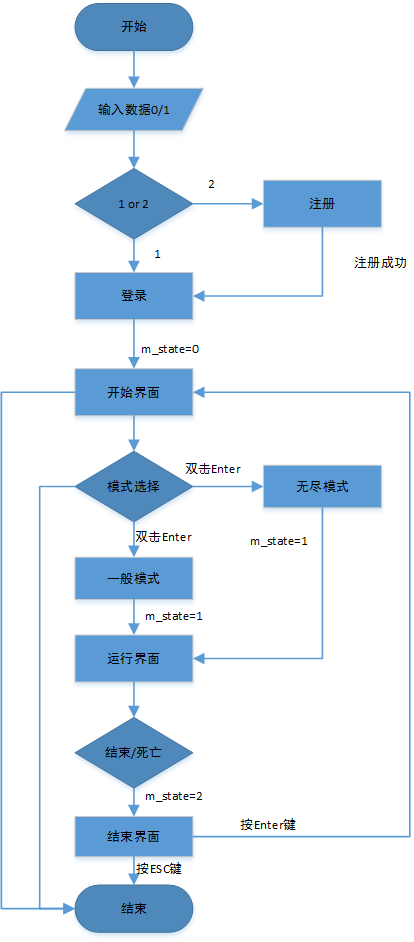 开始
输入数据0/1
1 or 2
2
注册
1
注册成功
登录
m_state=0
开始界面
模式选择
双击Enter
无尽模式
双击Enter
m_state=1
一般模式
m_state=1
运行界面
结束/死亡
m_state=2
结束界面
按Enter键
按ESC键
结束